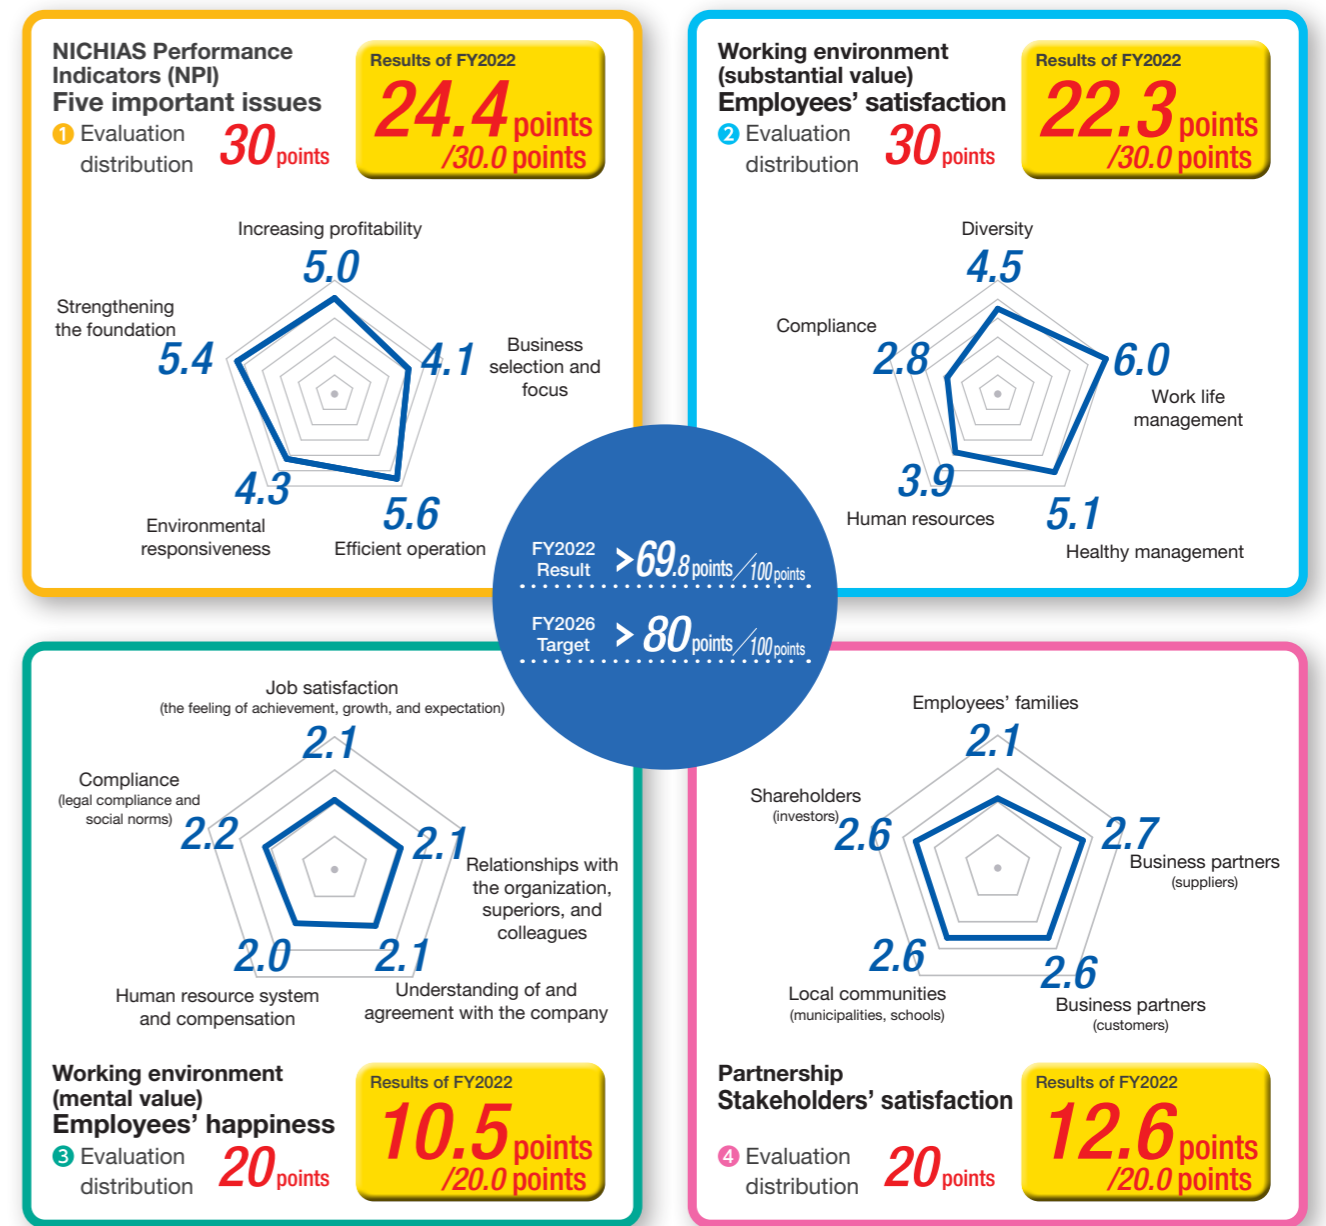 NICHIAS Performance
Indicators (NPI)
Five important issues
1 Evaluation
distribution
30 points
Results of FY2022
24.4 points
/30.0 points
Increasing profitability
5.0
Strengthening
the foundation
5.4
4.1
Business
selection and
focus
4.3
Environmental
responsiveness
5.6
Efficient operation
Working environment
(substantial value)
Employees’ satisfaction
2 Evaluation
distribution
30 points
Results of FY2022
22.3 points
/30.0 points
Diversity
4.5
Compliance
2.8
6.0
Work life
management
3.9
Human resources
5.1
Healthy management
FY2022
Result
>69.8 points/100 points
FY2026
Target
> 80 points/100 points
Job satisfaction
(the feeling of achievement, growth, and expectation)
2.1
Compliance
(legal compliance and
social norms)
2.2
2.1
Relationships with
the organization,
superiors, and
colleagues
2.0
Human resource system
and compensation
2.1
Understanding of and
agreement with the company
Working environment
(mental value)
Employees’ happiness
3 Evaluation
distribution
20 points
Results of FY2022
10.5 points
/20.0 points
Employees’ families
2.1
Shareholders
(investors)
2.6
2.7
Business partners
(suppliers)
2.6
Local communities
(municipalities, schools)
2.6
Business partners
(customers)
Partnership
Stakeholders’ satisfaction
4 Evaluation
distribution
20 points
Results of FY2022
12.6 points
/20.0 points